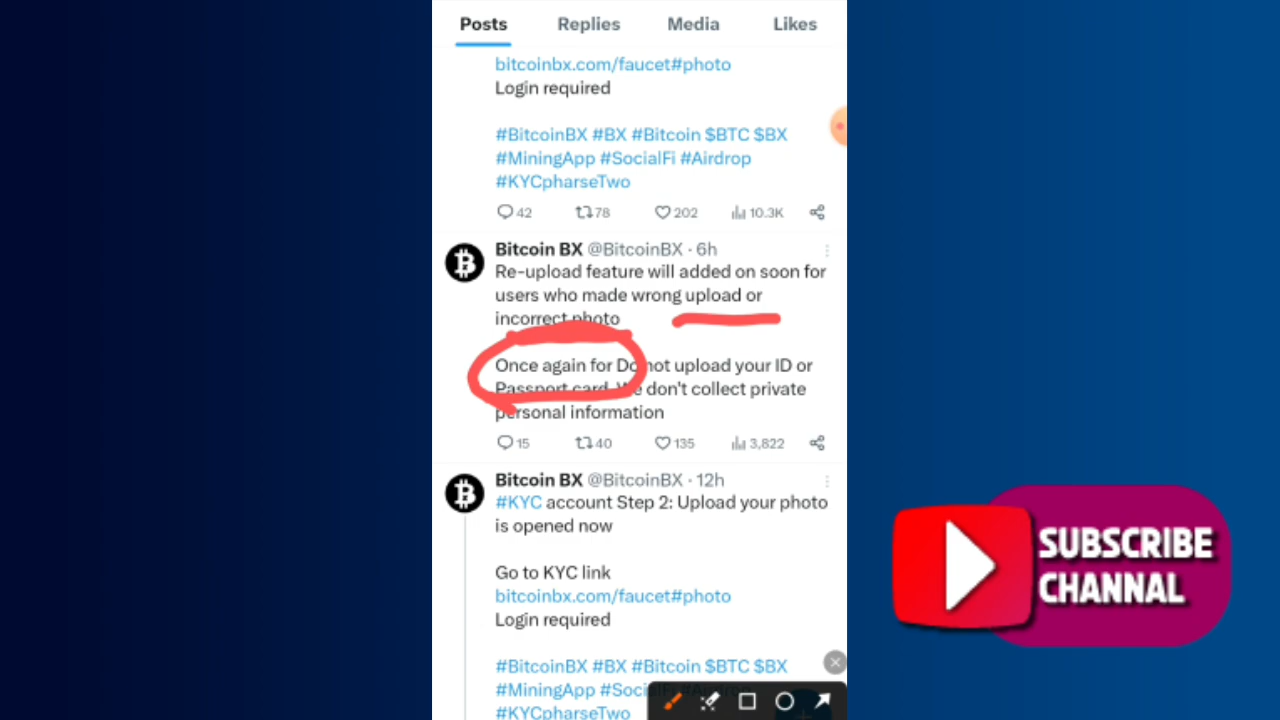 Posts Replies Media Likes
bitcoinbx.com/faucet#photo
Login required
#BitcoinBX #BX #Bitcoin $BTC $BX
#MiningApp #SocialFi #Airdrop
#KYCpharseTwo
42 78 202 10.3K
Bitcoin BX @BitcoinBX · 6h
Re-upload feature will added on soon for
users who made wrong upload or
incorrect photo
Once again for Do not upload your ID or
Passport card. We don't collect private
personal information
15 40 135 3,822
Bitcoin BX @BitcoinBX · 12h
#KYC account Step 2: Upload your photo
is opened now
Go to KYC link
bitcoinbx.com/faucet#photo
Login required
#BitcoinBX #BX #Bitcoin $BTC $BX
#MiningApp #SocialFi #Airdrop
#KYCpharseTwo
SUBSCRIBE
CHANNAL